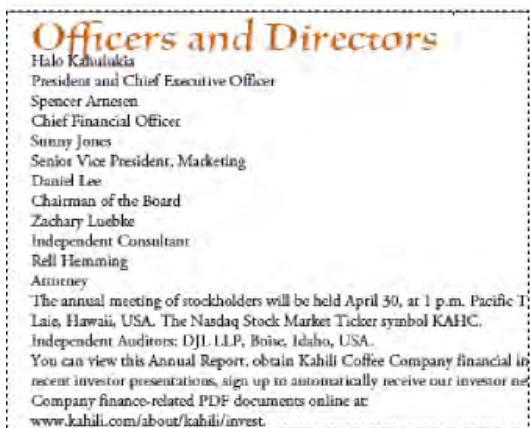 Officers and Directors
Halo Kahulukia
President and Chief Executive Officer
Spencer Arnesen
Chief Financial Officer
Sunny Jones
Senior Vice President, Marketing
Daniel Lee
Chairman of the Board
Zachary Luebke
Independent Consultant
Rell Hemming
Attorney
The annual meeting of stockholders will be held April 30, at 1 p.m. Pacific T
Laie, Hawaii, USA. The Nasdaq Stock Market Ticker symbol KAHC.
Independent Auditors: DJL LLP, Boise, Idaho, USA.
You can view this Annual Report, obtain Kahili Coffee Company financial in
recent investor presentations, sign up to automatically receive our investor ne
Company finance-related PDF documents online at:
www.kahili.com/about/kahili/invest.